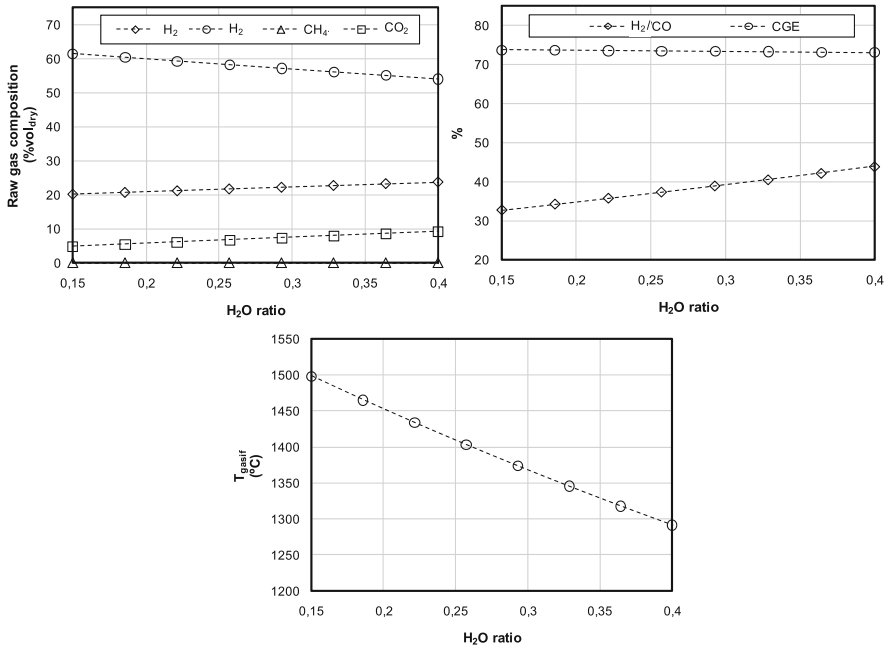 H2 H2 CH4. CO2
Raw gas composition
(%voldry)
70
60
50
40
30
20
10
0
0,15 0,2 0,25 0,3 0,35 0,4
H2O ratio
H2/'CO CGE
%
80
70
60
50
40
30
20
0,15 0,2 0,25 0,3 0,35 0,4
H2O ratio
Tgasif
(ºC)
1550
1500
1450
1400
1350
1300
1250
1200
0,15 0,2 0,25 0,3 0,35 0,4
H2O ratio